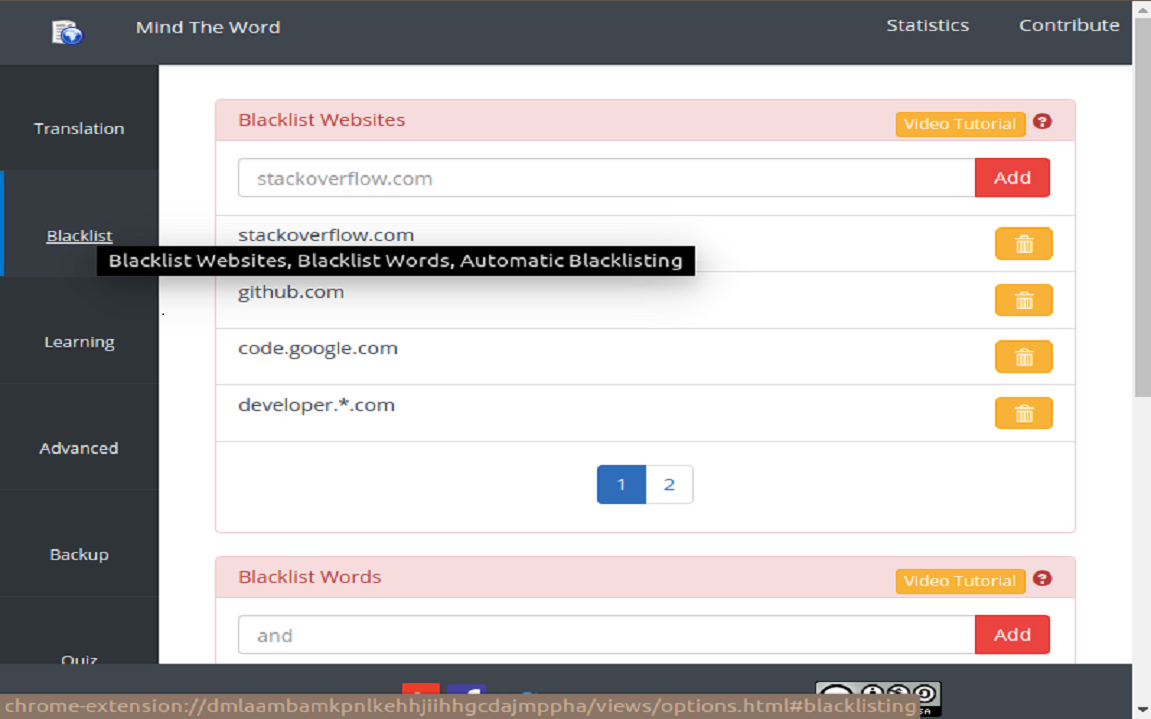 Mind The Word
Statistics
Contribute
Translation
Blacklist
Learning
Advanced
Backup
Quiz
Blacklist Websites
Video Tutorial
?
stackoverflow.com
Add
stackoverflow.com
Blacklist Websites, Blacklist Words, Automatic Blacklisting
github.com
code.google.com
developer.*.com
1 2
Blacklist Words
Video Tutorial
?
and
Add
chrome-extension://dmlaambamkpnlkehhjiihhgcdajmppha/views/options.html#blacklisting